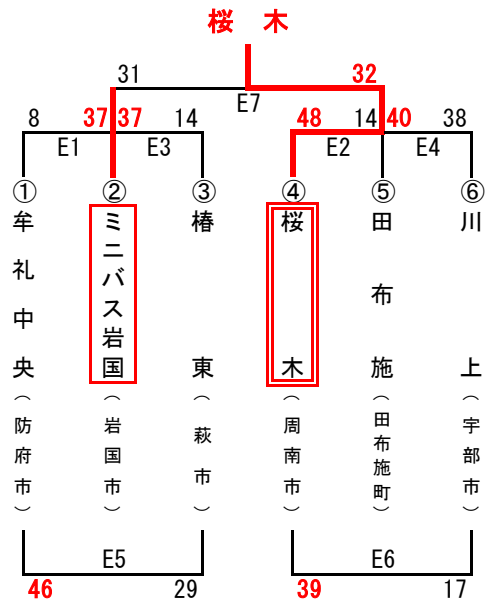 桜 木
31 32
E7
8 37 37 14 48 14 40 38
E1 E3 E2 E4
① ② ③ ④ ⑤ ⑥
牟礼中央（防府市）
ミニバス岩国（岩国市）
椿東（萩市）
桜木（周南市）
田布施（田布施町）
川上（宇部市）
E5 E6
46 29 39 17